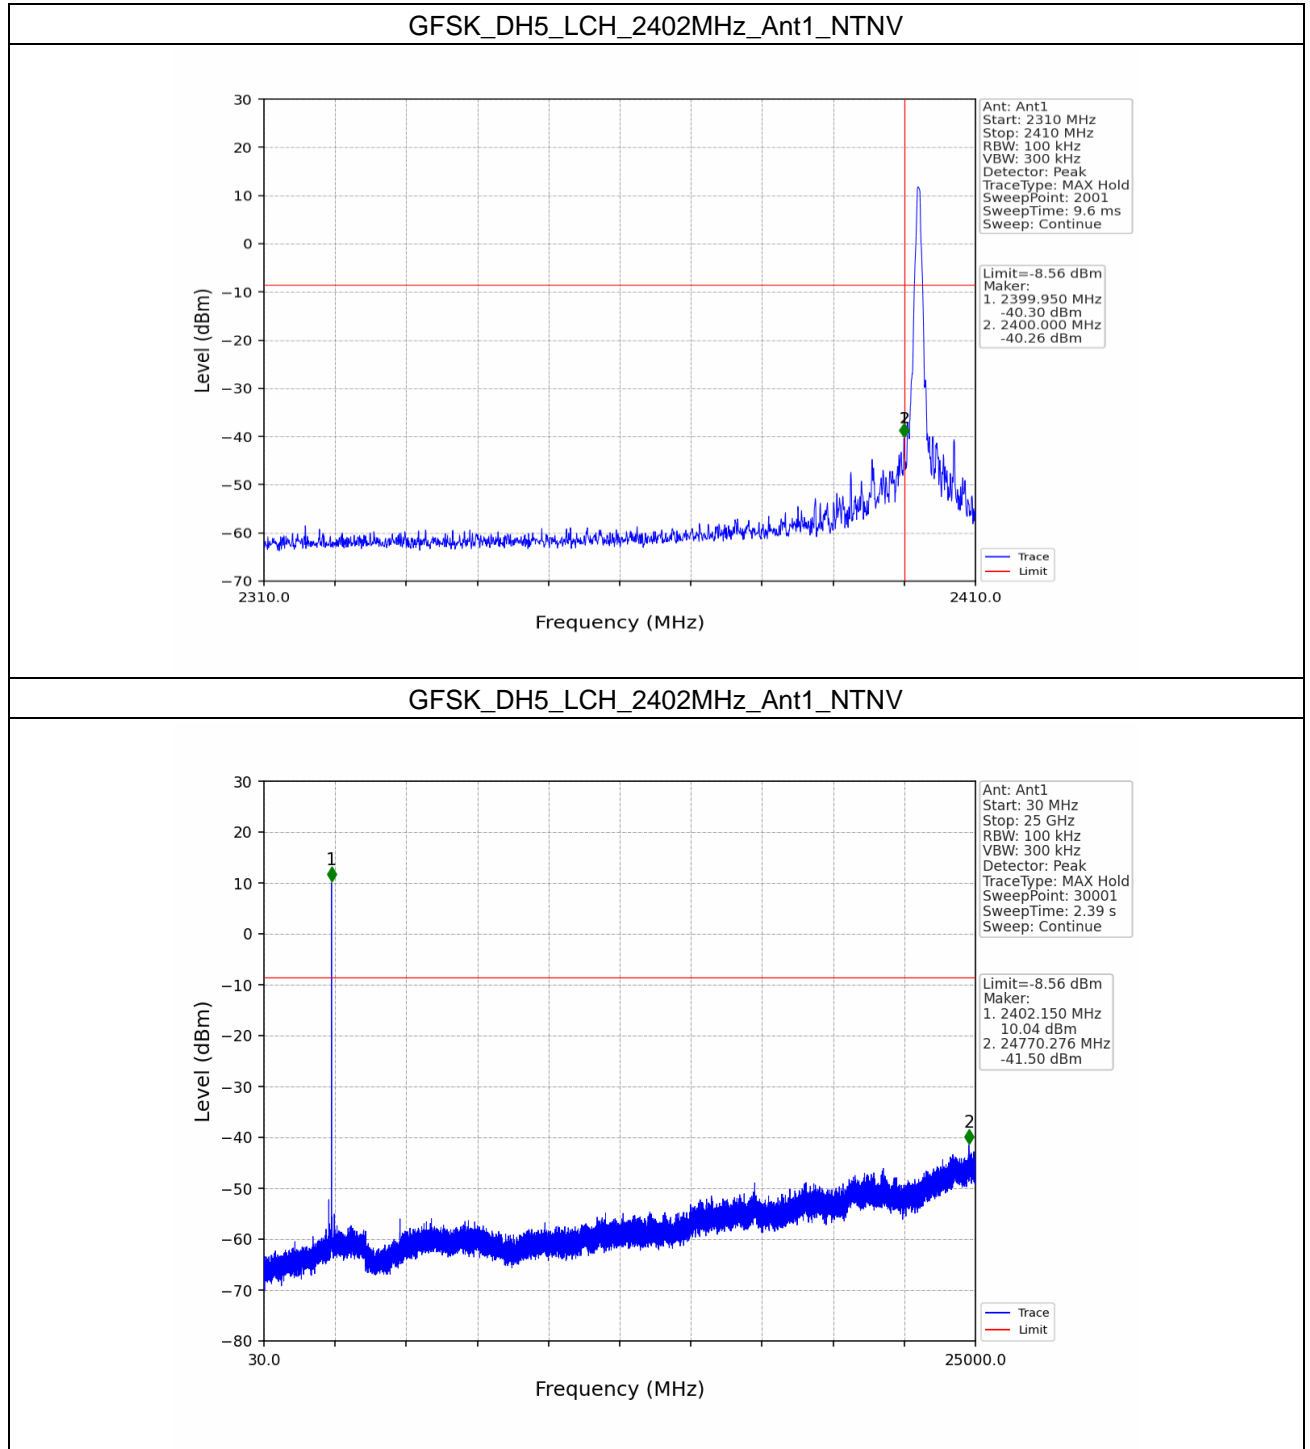 GFSK_DH5_LCH_2402MHz_Ant1_NTNV
30
20
10
0
−10
−20
−30
−40
−50
−60
−70
Level (dBm)
2310.0
2410.0
Frequency (MHz)
2
Ant: Ant1
Start: 2310 MHz
Stop: 2410 MHz
RBW: 100 kHz
VBW: 300 kHz
Detector: Peak
TraceType: MAX Hold
SweepPoint: 2001
SweepTime: 9.6 ms
Sweep: Continue
Limit=-8.56 dBm
Maker:
1. 2399.950 MHz
-40.30 dBm
2. 2400.000 MHz
-40.26 dBm
Trace
Limit
GFSK_DH5_LCH_2402MHz_Ant1_NTNV
30
20
10
0
−10
−20
−30
−40
−50
−60
−70
−80
Level (dBm)
30.0
25000.0
Frequency (MHz)
1
2
Ant: Ant1
Start: 30 MHz
Stop: 25 GHz
RBW: 100 kHz
VBW: 300 kHz
Detector: Peak
TraceType: MAX Hold
SweepPoint: 30001
SweepTime: 2.39 s
Sweep: Continue
Limit=-8.56 dBm
Maker:
1. 2402.150 MHz
10.04 dBm
2. 24770.276 MHz
-41.50 dBm
Trace
Limit